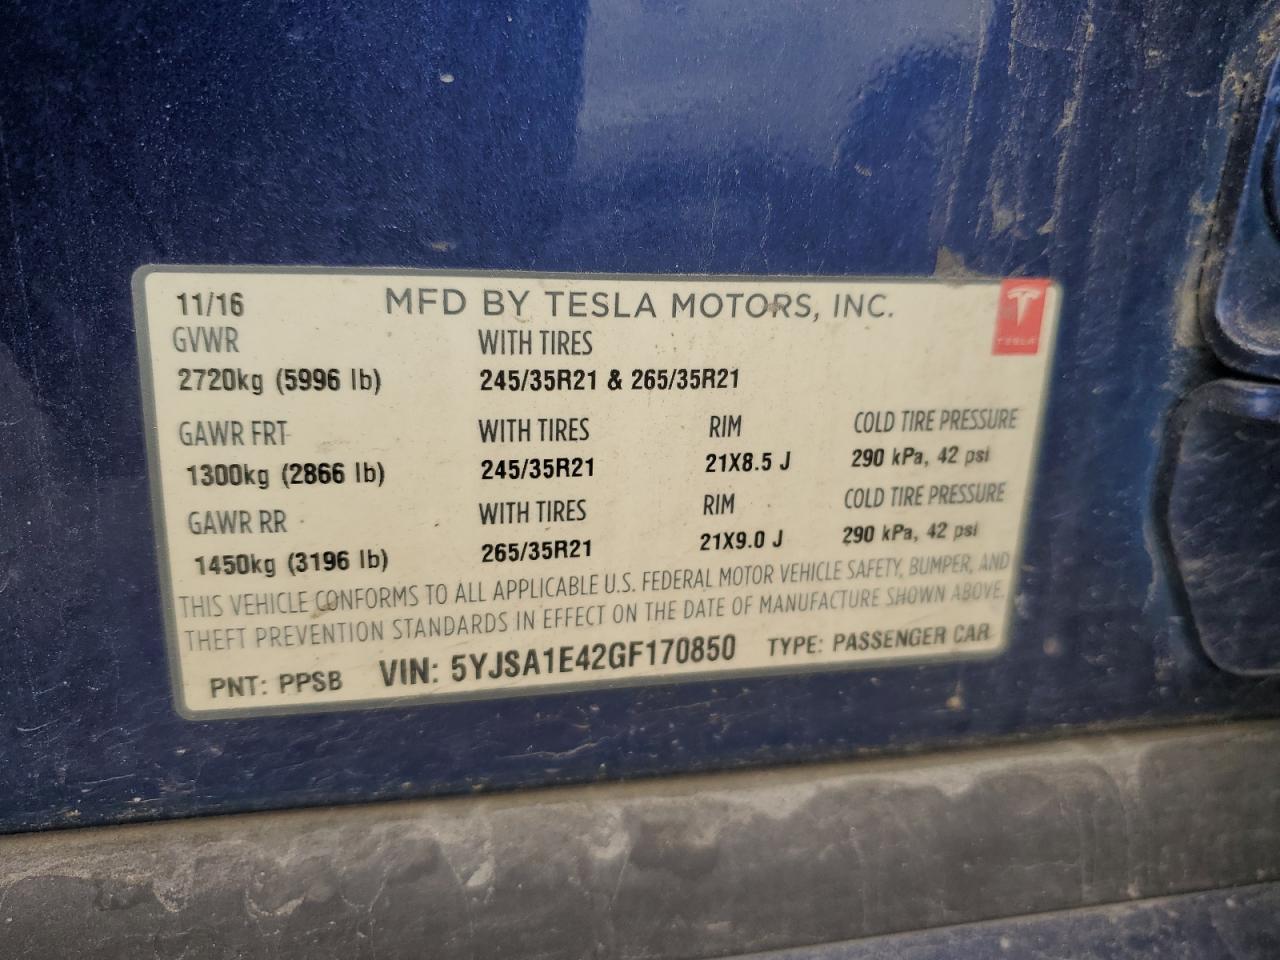 11/16 MFD BY TESLA MOTORS, INC.
TESLA
GVWR WITH TIRES
2720kg (5996 lb) 245/35R21 & 265/35R21
GAWR FRT WITH TIRES RIM COLD TIRE PRESSURE
1300kg (2866 lb) 245/35R21 21X8.5 J 290 kPa, 42 psi
GAWR RR WITH TIRES RIM COLD TIRE PRESSURE
1450kg (3196 lb) 265/35R21 21X9.0 J 290 kPa, 42 psi
THIS VEHICLE CONFORMS TO ALL APPLICABLE U.S. FEDERAL MOTOR VEHICLE SAFETY, BUMPER, AND
THEFT PREVENTION STANDARDS IN EFFECT ON THE DATE OF MANUFACTURE SHOWN ABOVE.
PNT: PPSB VIN: 5YJSA1E42GF170850 TYPE: PASSENGER CAR